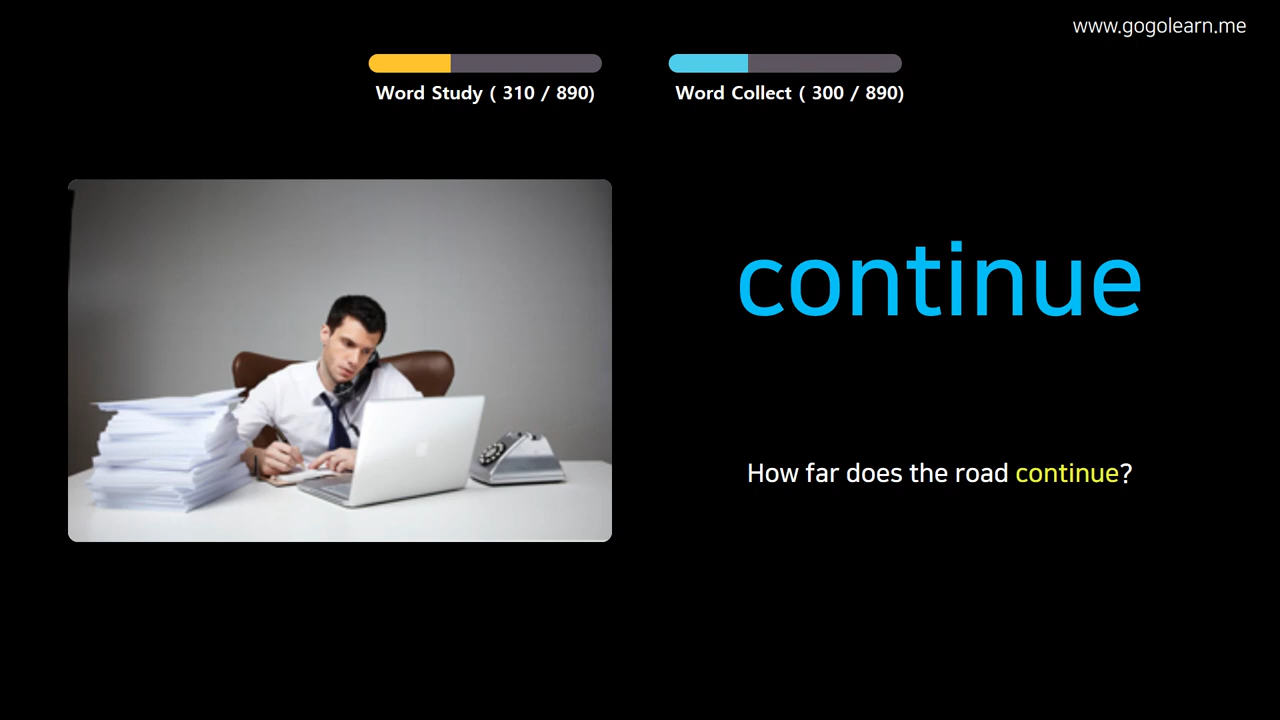 www.gogolearn.me
Word Study ( 310 / 890)
Word Collect ( 300 / 890)
continue
How far does the road continue?